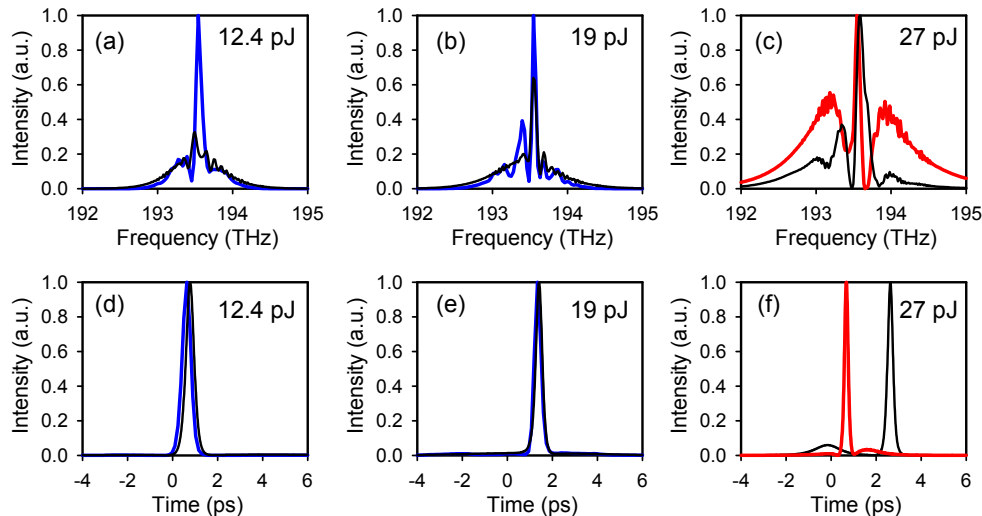 (a) 12.4 pJ
Intensity (a.u.)
1.0
0.8
0.6
0.4
0.2
0.0
192 193 194 195
Frequency (THz)
(b) 19 pJ
Intensity (a.u.)
1.0
0.8
0.6
0.4
0.2
0.0
192 193 194 195
Frequency (THz)
(c) 27 pJ
Intensity (a.u.)
1.0
0.8
0.6
0.4
0.2
0.0
192 193 194 195
Frequency (THz)
(d) 12.4 pJ
Intensity (a.u.)
1.0
0.8
0.6
0.4
0.2
0.0
-4 -2 0 2 4 6
Time (ps)
(e) 19 pJ
Intensity (a.u.)
1.0
0.8
0.6
0.4
0.2
0.0
-4 -2 0 2 4 6
Time (ps)
(f) 27 pJ
Intensity (a.u.)
1.0
0.8
0.6
0.4
0.2
0.0
-4 -2 0 2 4 6
Time (ps)